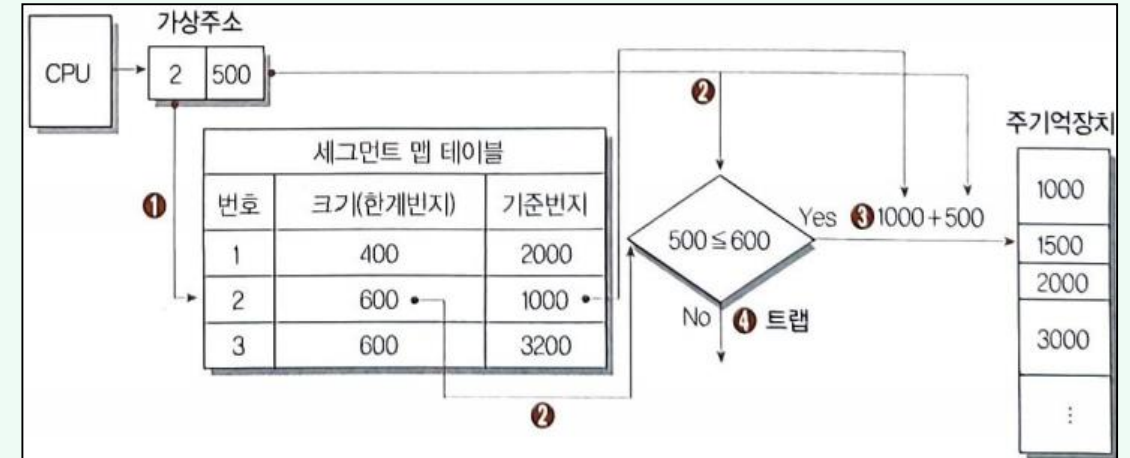 가상주소
CPU
2 500
세그먼트 맵 테이블
번호 크기(한계빈지) 기준번지
1 400 2000
2 600 1000
3 600 3200
❶
❷
❷
500≦600
Yes ❸1000+500
No ❹ 트랩
주기억장치
1000
1500
2000
3000
⋮